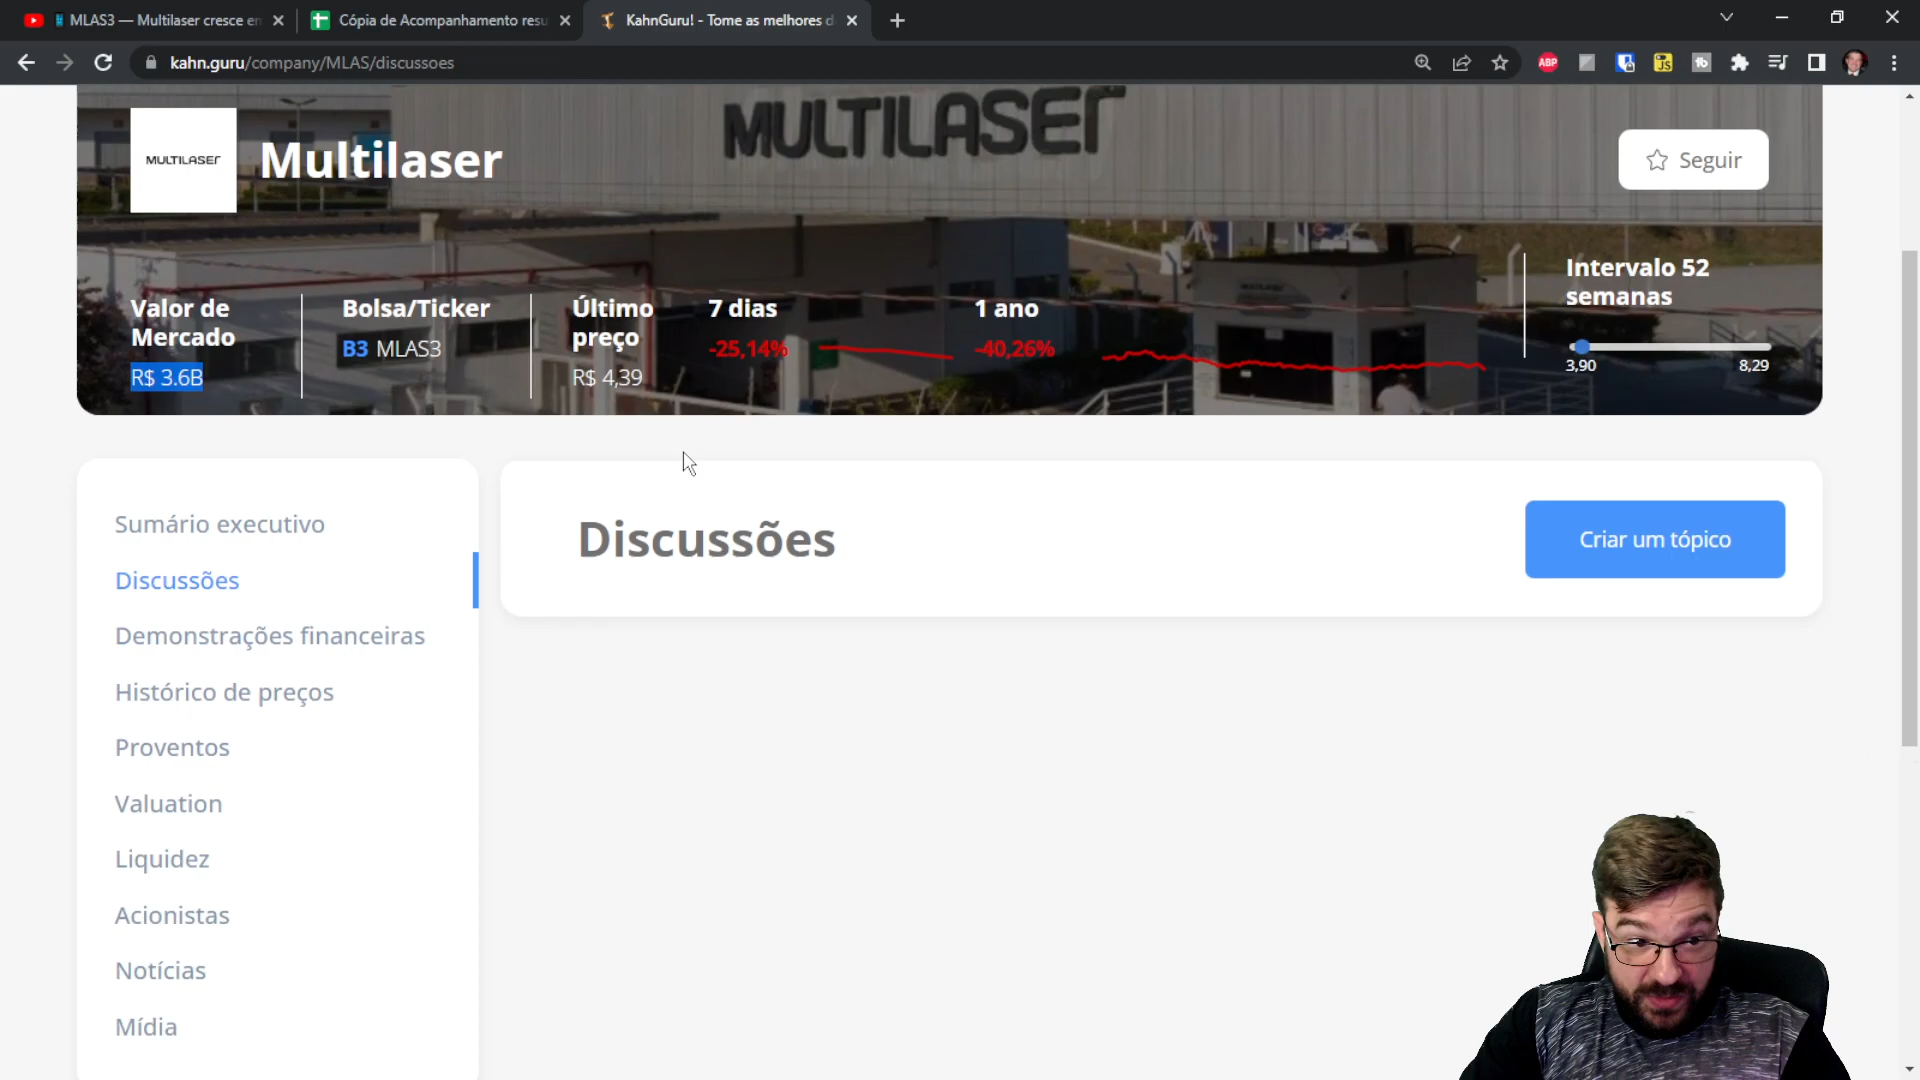 MLAS3 — Multilaser cresce en
Cópia de Acompanhamento resu
KahnGuru! - Tome as melhores d
kahn.guru/company/MLAS/discussoes
ABP
JS
MULTILASER
MULTILASER
Multilaser
Seguir
Valor de
Mercado
R$ 3.6B
Bolsa/Ticker
B3 MLAS3
Último
preço
R$ 4,39
7 dias
-25,14%
1 ano
-40,26%
Intervalo 52
semanas
3,90
8,29
Sumário executivo
Discussões
Demonstrações financeiras
Histórico de preços
Proventos
Valuation
Liquidez
Acionistas
Notícias
Mídia
Discussões
Criar um tópico